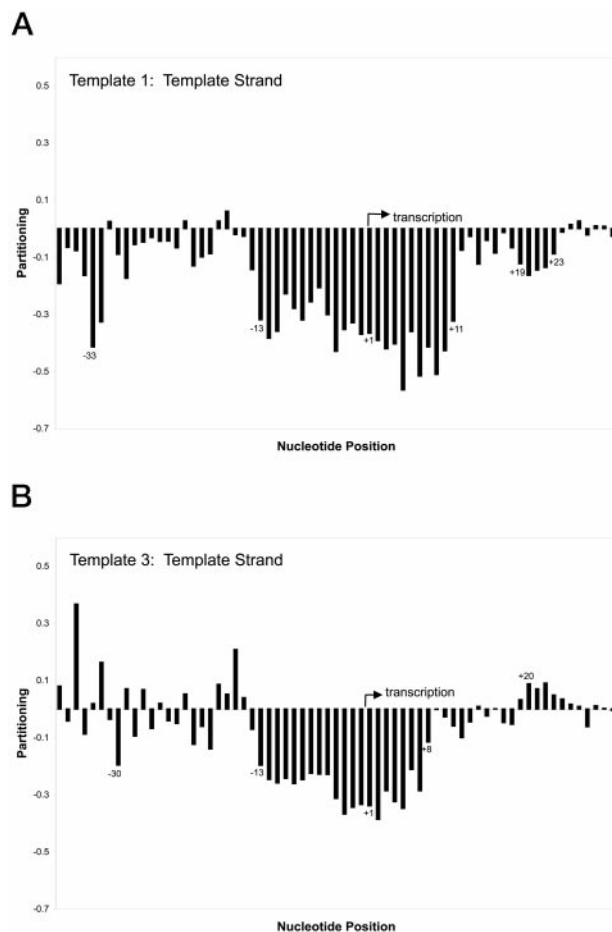 A
Template 1: Template Strand
0.5
0.3
0.1
-0.1
-0.3
-0.5
-0.7
Partitioning
transcription
-33
-13
+1
+11
+19
+23
Nucleotide Position
B
Template 3: Template Strand
0.5
0.3
0.1
-0.1
-0.3
-0.5
-0.7
Partitioning
transcription
-30
-13
+1
+8
+20
Nucleotide Position